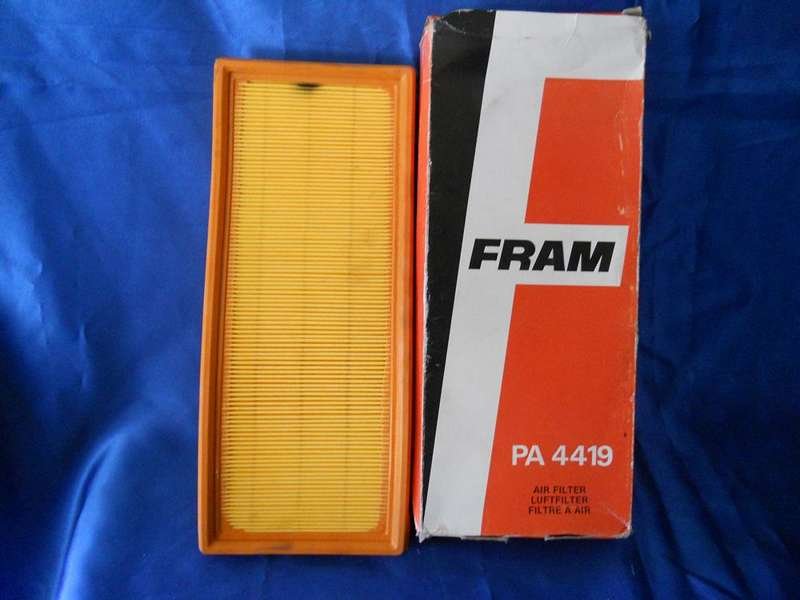 FRAM
PA 4419
AIR FILTER
LUFTFILTER
FILTRE A AIR